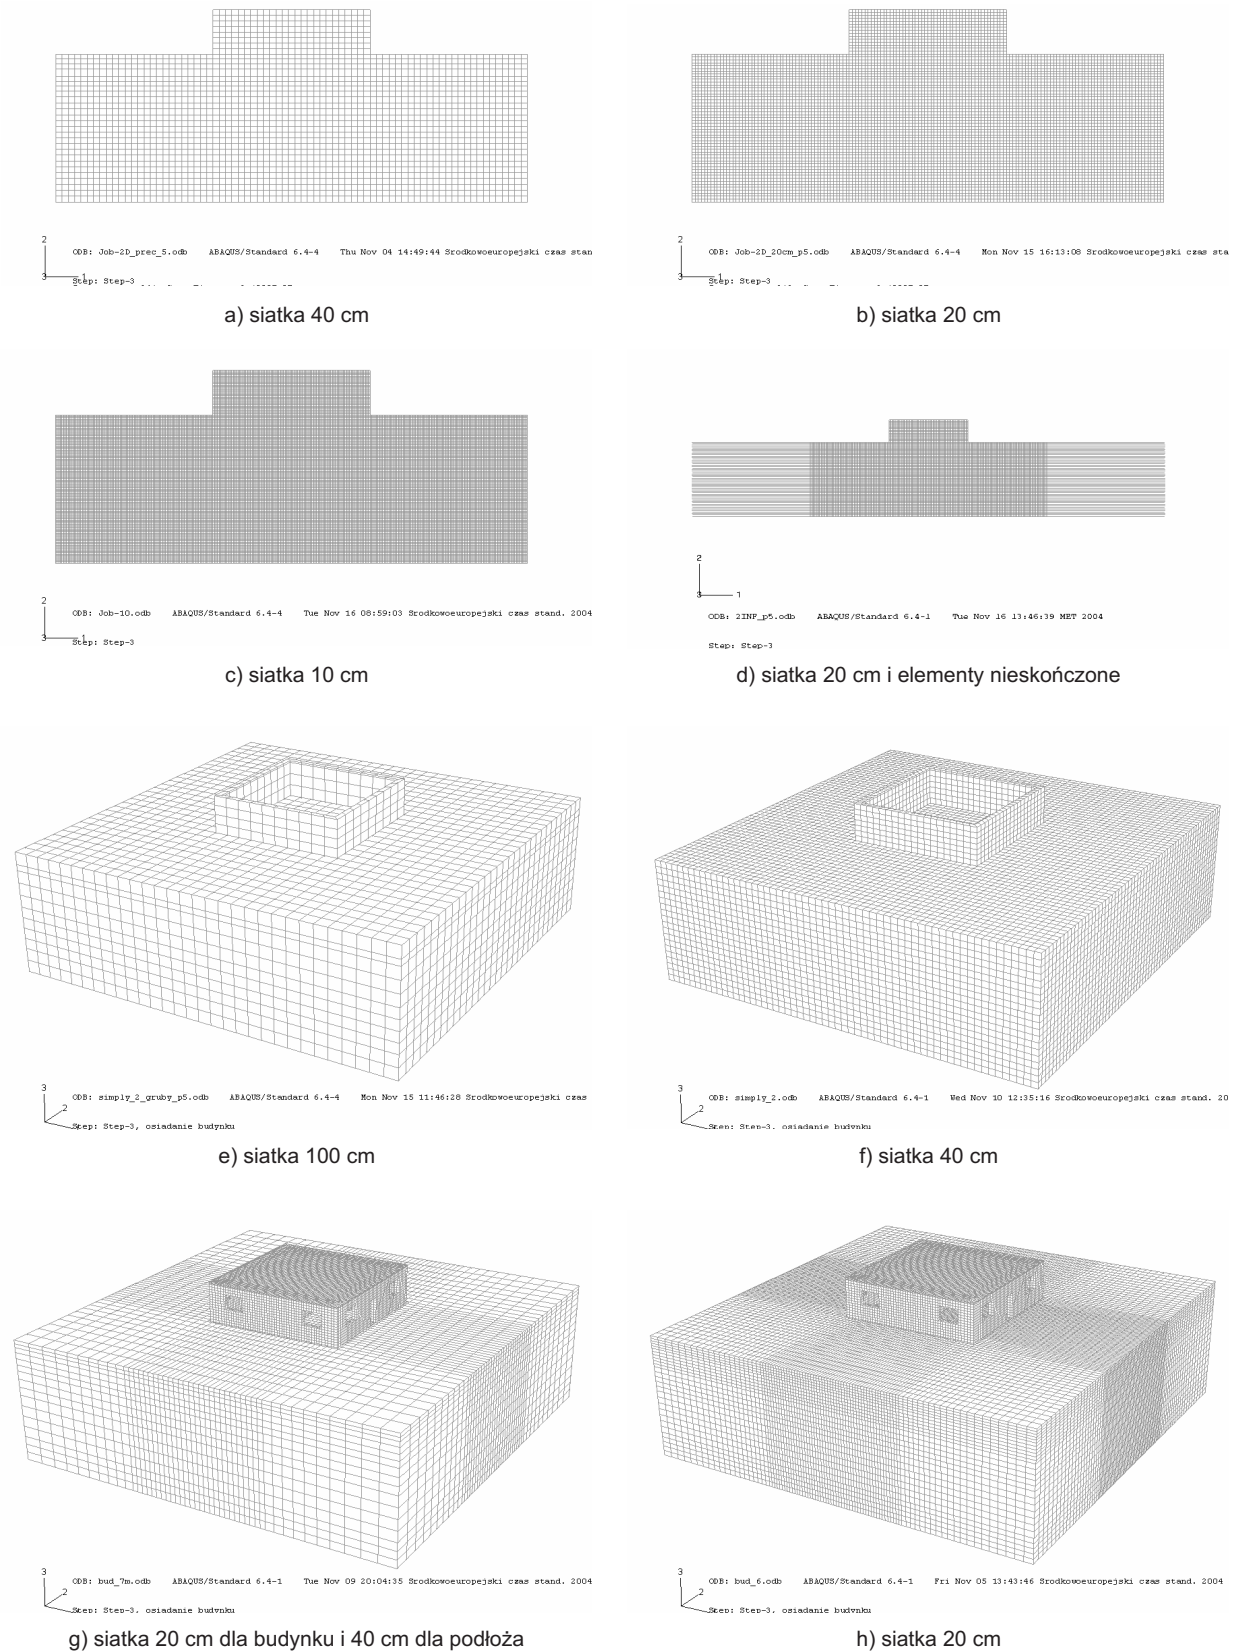 2
ODB: Job-2D_prec_5.odb ABAQUS/Standard 6.4-4 Thu Nov 04 14:49:44 Srodkowoeuropejski czas stan
3 1
Step: Step-3
a) siatka 40 cm
2
ODB: Job-2D_20cm_p5.odb ABAQUS/Standard 6.4-4 Mon Nov 15 16:13:08 Srodkowoeuropejski czas sta
3 1
Step: Step-3
b) siatka 20 cm
2
ODB: Job-10.odb ABAQUS/Standard 6.4-4 Tue Nov 16 08:59:03 Srodkowoeuropejski czas stand. 2004
3 1
Step: Step-3
c) siatka 10 cm
2
3 1
ODB: 2INF_p5.odb ABAQUS/Standard 6.4-1 Tue Nov 16 13:46:39 MET 2004
Step: Step-3
d) siatka 20 cm i elementy nieskończone
3
2
ODB: simply_2_gruby_p5.odb ABAQUS/Standard 6.4-4 Mon Nov 15 11:46:28 Srodkowoeuropejski czas
Step: Step-3, osiadanie budynku
e) siatka 100 cm
3
2
ODB: simply_2.odb ABAQUS/Standard 6.4-1 Wed Nov 10 12:35:16 Srodkowoeuropejski czas stand. 20
Step: Step-3, osiadanie budynku
f) siatka 40 cm
3
2
ODB: bud_7m.odb ABAQUS/Standard 6.4-1 Tue Nov 09 20:04:35 Srodkowoeuropejski czas stand. 2004
Step: Step-3, osiadanie budynku
g) siatka 20 cm dla budynku i 40 cm dla podłoża
3
2
ODB: bud_6.odb ABAQUS/Standard 6.4-1 Fri Nov 05 13:43:46 Srodkowoeuropejski czas stand. 2004
Step: Step-3, osiadanie budynku
h) siatka 20 cm